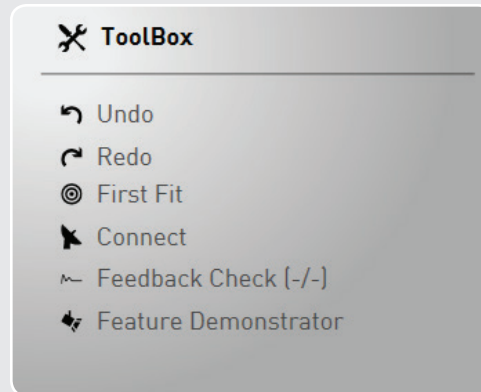 ToolBox
Undo
Redo
First Fit
Connect
Feedback Check (-/-)
Feature Demonstrator